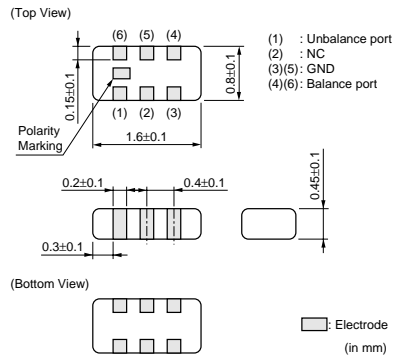 (Top View)
(6) (5) (4)
(1) : Unbalance port
(2) : NC
(3)(5): GND
(4)(6): Balance port
0.15±0.1
0.8±0.1
(1) (2) (3)
Polarity
Marking
1.6±0.1
0.2±0.1
0.4±0.1
0.45±0.1
0.3±0.1
(Bottom View)
: Electrode
(in mm)